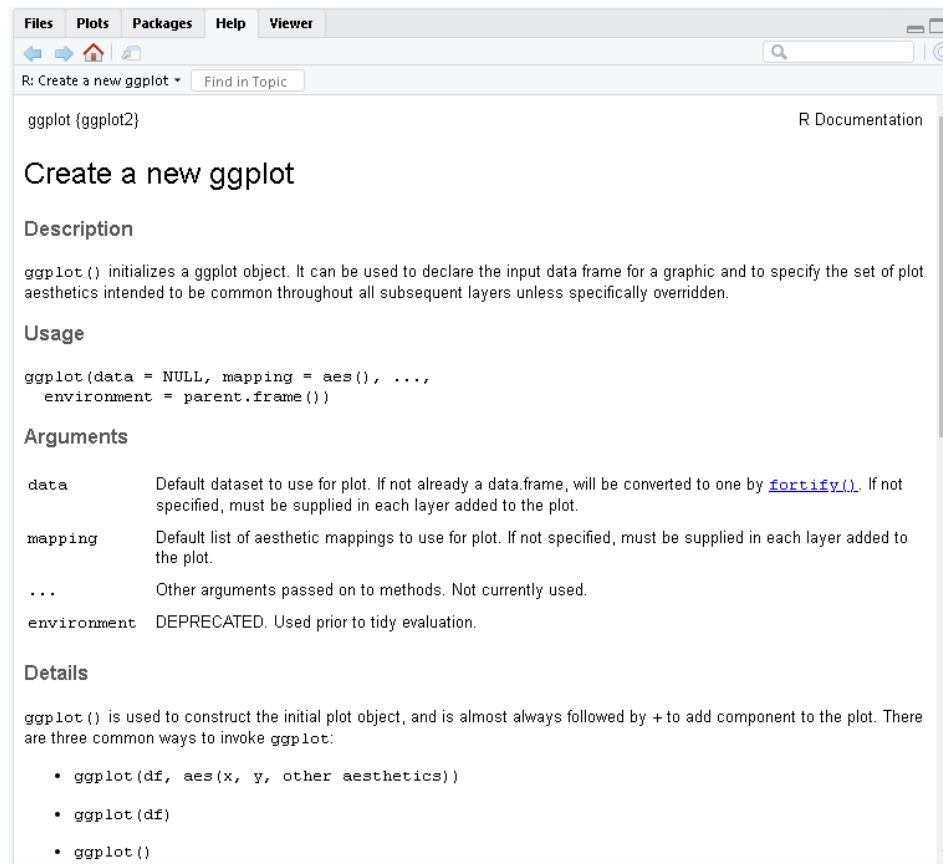 Files Plots Packages Help Viewer
R: Create a new ggplot Find in Topic
ggplot {ggplot2} R Documentation
Create a new ggplot
Description
ggplot() initializes a ggplot object. It can be used to declare the input data frame for a graphic and to specify the set of plot
aesthetics intended to be common throughout all subsequent layers unless specifically overridden.
Usage
ggplot(data = NULL, mapping = aes(), ...,
environment = parent.frame())
Arguments
data Default dataset to use for plot. If not already a data.frame, will be converted to one by fortify(). If not
specified, must be supplied in each layer added to the plot.
mapping Default list of aesthetic mappings to use for plot. If not specified, must be supplied in each layer added to
the plot.
... Other arguments passed on to methods. Not currently used.
environment DEPRECATED. Used prior to tidy evaluation.
Details
ggplot() is used to construct the initial plot object, and is almost always followed by + to add component to the plot. There
are three common ways to invoke ggplot:
• ggplot(df, aes(x, y, other aesthetics))
• ggplot(df)
• ggplot()